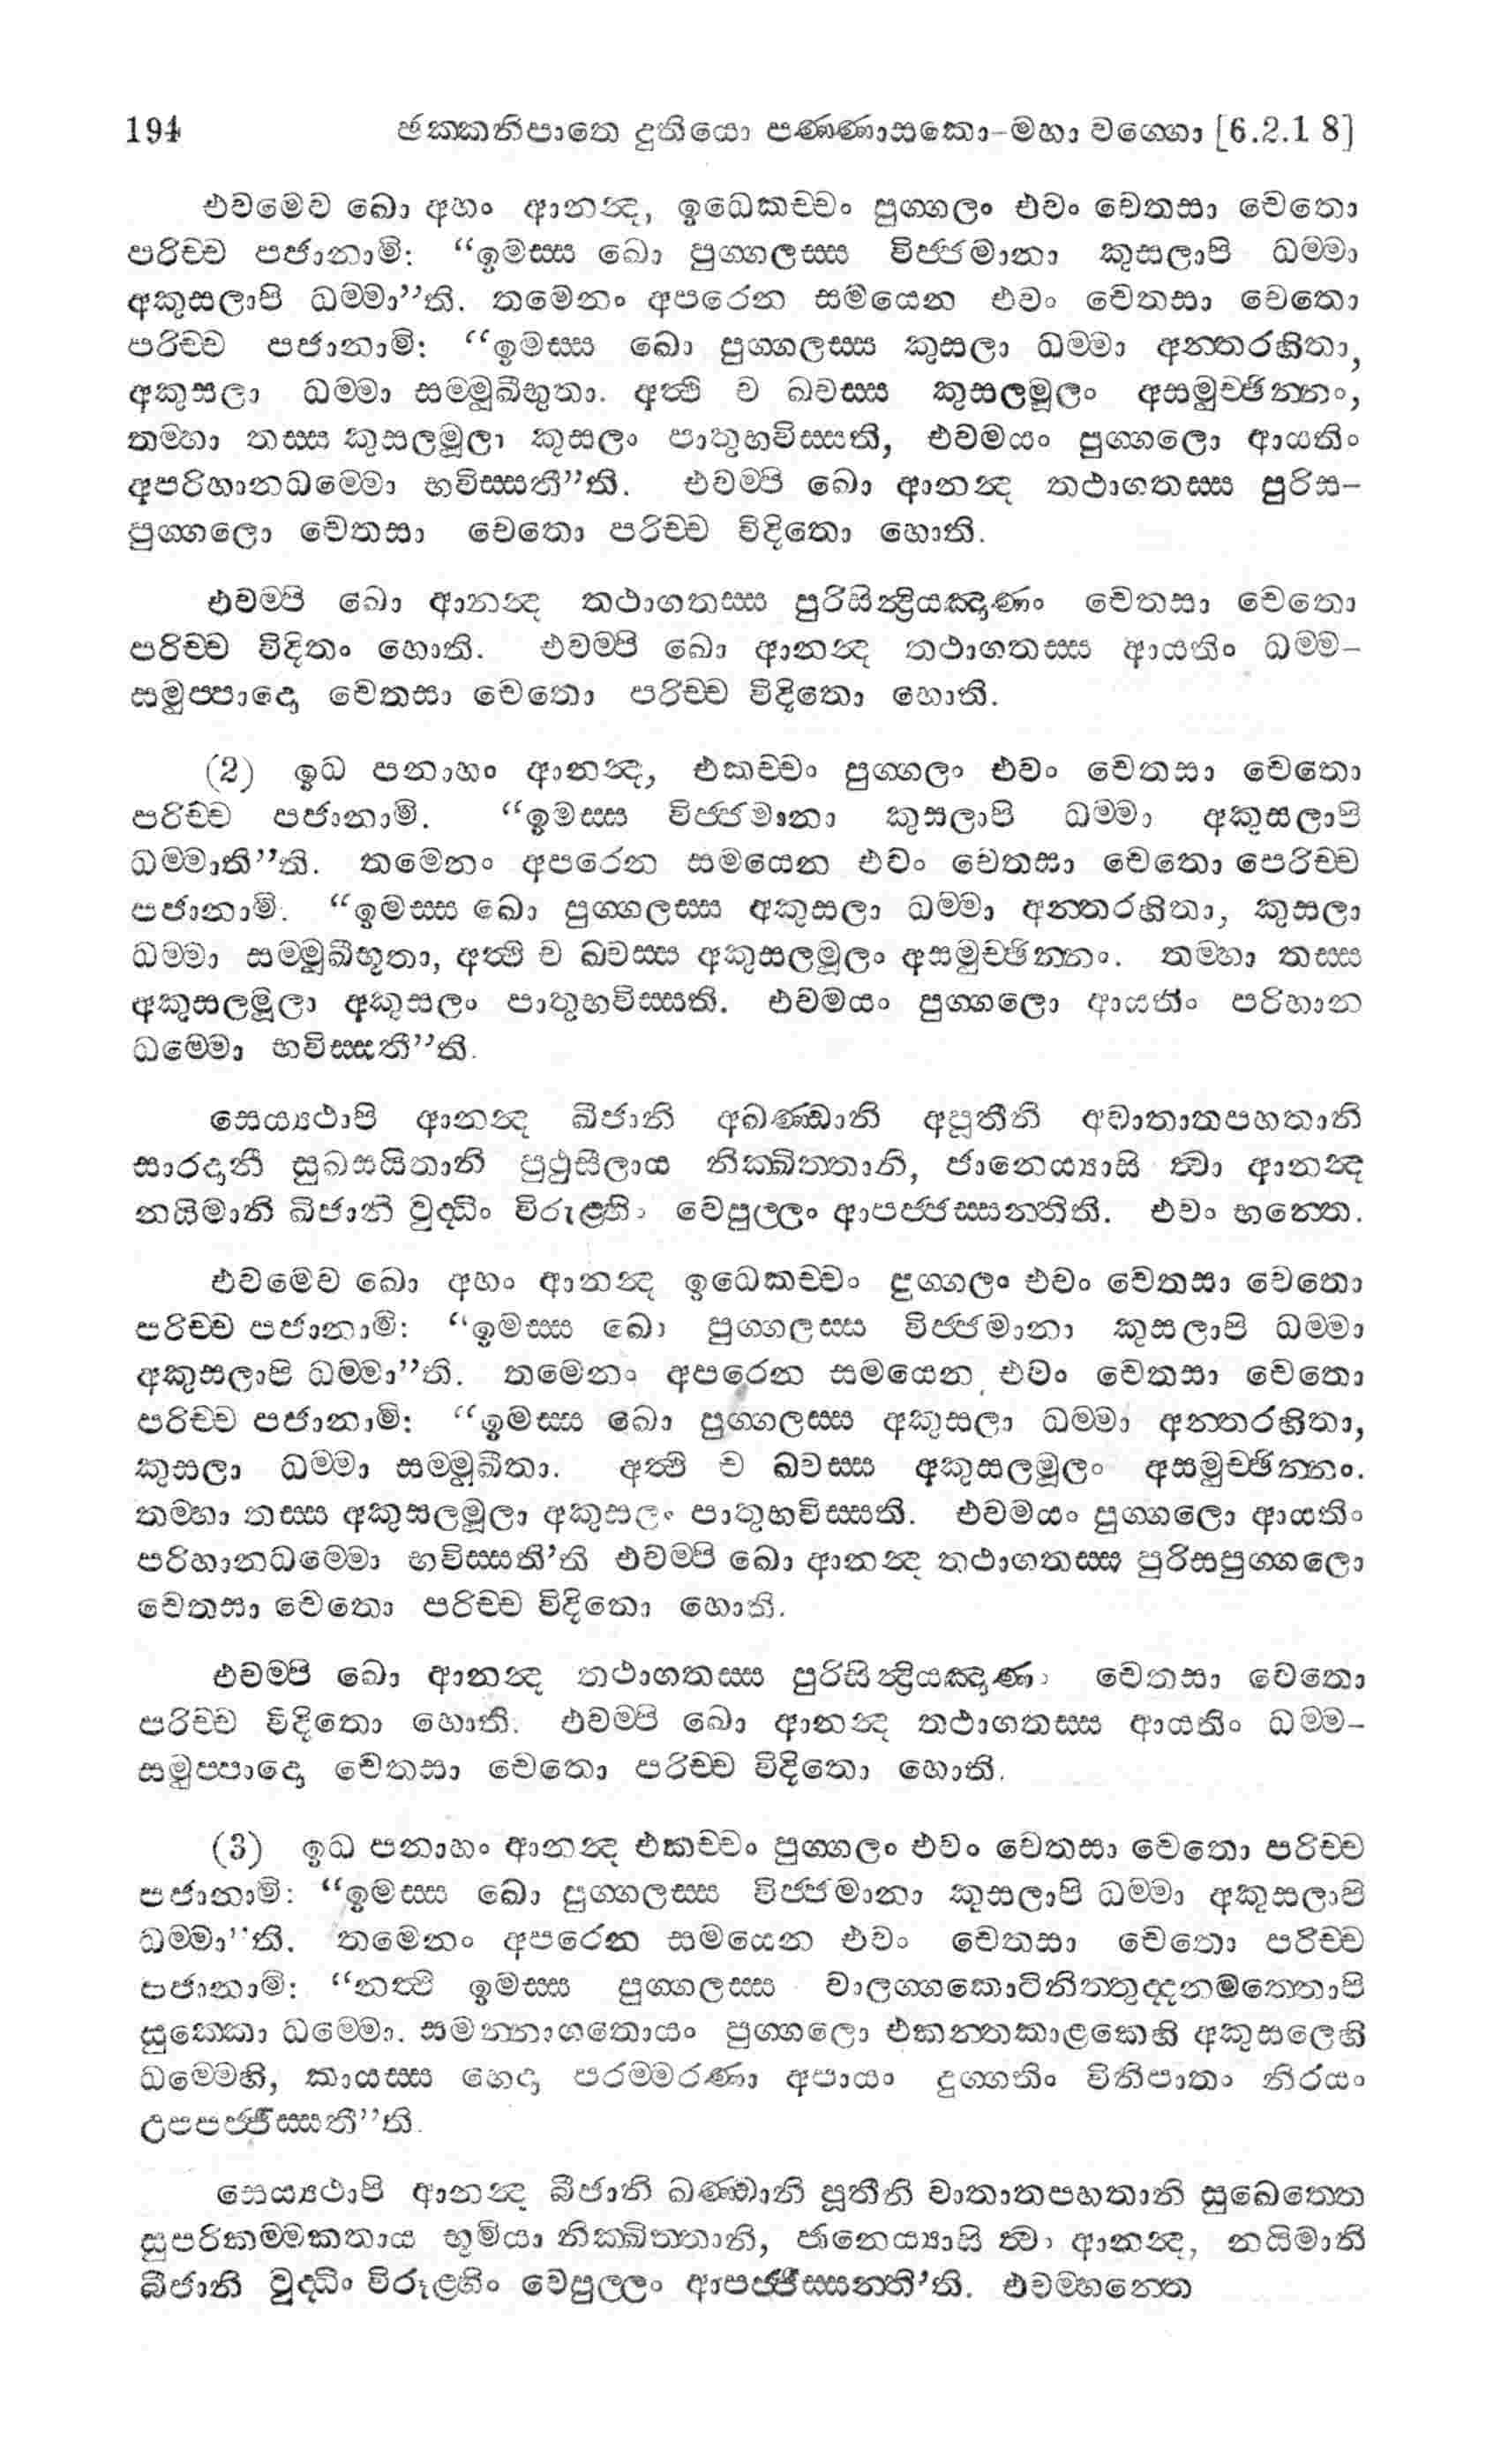 194 ඡක්කනිපාතෙ දුතියො පණ්ණාසකො-මහා වග්ගො [6.2.1 8]
එවමෙව ඛො අහං ආනන්ද, ඉධෙකච්චං පුග්ගලං එවං චෙතසා චෙතො
පරිච්ච පජානාමි: “ඉමස්ස ඛො පුග්ගලස්ස විජ්ජමානා කුසලාපි ධම්මා
අකුසලාපි ධම්මා”ති. තමෙනං අපරෙන සමයෙන එවං චෙතසා චෙතො
පරිච්ච පජානාමි: “ඉමස්ස ඛො පුග්ගලස්ස කුසලා ධම්මා අන්තරහිතා,
අකුසලා ධම්මා සම්මුඛීභුතා. අත්ථි ච ඛ්වස්ස කුසලමූලං අසමුච්ඡින්නං,
තම්හා තස්ස කුසලමූලා කුසලං පාතුභවිස්සති, එවමයං පුග්ගලො ආයතිං
අපරිහානධම්මො භවිස්සතී”ති. එවම්පි ඛො ආනන්ද තථාගතස්ස පුරිස-
පුග්ගලො චෙතසා චෙතො පරිච්ච විදිතො හොති.
එවම්පි ඛො ආනන්ද තථාගතස්ස පුරිසින්ද්‍රියඤාණං චෙතසා චෙතො
පරිච්ච විදිතං හොති. එවම්පි ඛො ආනන්ද තථාගතස්ස ආයතිං ධම්ම-
සමුප්පාදො චෙතසා චෙතො පරිච්ච විදිතො හොති.
(2) ඉධ පනාහං ආනන්ද, එකච්චං පුග්ගලං එවං චෙතසා චෙතො
පරිච්ච පජානාමි. “ඉමස්ස විජ්ජමානා කුසලාපි ධම්මා අකුසලාපි
ධම්මාති”ති. තමෙනං අපරෙන සමයෙන එවං චෙතසා චෙතො පෙරිච්ච
පජානාමි. “ඉමස්ස ඛො පුග්ගලස්ස අකුසලා ධම්මා අන්තරහිතා, කුසලා
ධම්මා සම්මුඛීභූතා, අත්ථි ච ඛ්වස්ස අකුසලමූලං අසමුච්ඡින්නං. තම්හා තස්ස
අකුසලමූලා අකුසලං පාතුභවිස්සති. එවමයං පුග්ගලො ආයතිං පරිහාන
ධම්මො භවිස්සතී”ති.
සෙය්‍යථාපි ආනන්ද බීජානි අඛණ්ඩානි අපූතීනි අවාතාතපහතානි
සාරදානි සුඛසයිතානි පුථුසිලාය නික්ඛිත්තානි, ජානෙය්‍යාසි ත්වං ආනන්ද
නයිමානි බිජානි වුද්ධිං විරුළ්හිං වෙපුල්ලං ආපජ්ජස්සන්තිති. එවං භන්තෙ.
එවමෙව ඛො අහං ආනන්ද ඉධෙකච්චං පුග්ගලං එවං චෙතසා චෙතො
පරිච්ච පජානාමි: “ඉමස්ස ඛො පුග්ගලස්ස විජ්ජමානා කුසලාපි ධම්මා
අකුසලාපි ධම්මා”ති. තමෙනං අපරෙන සමයෙන එවං චෙතසා චෙතො
පරිච්ච පජානාමි: “ඉමස්ස ඛො පුග්ගලස්ස අකුසලා ධම්මා අන්තරහිතා,
කුසලා ධම්මා සම්මුඛීතා. අත්ථි ච ඛ්වස්ස අකුසලමූලං අසමුච්ඡින්නං.
තම්හා තස්ස අකුසලමූලා අකුසලං පාතුභවිස්සති. එවමයං පුග්ගලො ආයතිං
පරිහානධම්මො භවිස්සති’ති එවම්පි ඛො ආනන්ද තථාගතස්ස පුරිසපුග්ගලො
චෙතසා චෙතො පරිච්ච විදිතො හොති.
එවම්පි ඛො ආනන්ද තථාගතස්ස පුරිසින්ද්‍රියඤාණං චෙතසා චෙතො
පරිච්ච විදිතො හොති. එවම්පි ඛො ආනන්ද තථාගතස්ස ආයතිං ධම්ම-
සමුප්පාදො චෙතසා චෙතො පරිච්ච විදිතො හොති.
(3) ඉධ පනාහං ආනන්ද එකච්චං පුග්ගලං එවං චෙතසා චෙතො පරිච්ච
පජානාමි: “ඉමස්ස ඛො පුග්ගලස්ස විජ්ජමානා කුසලාපි ධම්මා අකුසලාපි
ධම්මා”ති. තමෙනං අපරෙන සමයෙන එවං චෙතසා චෙතො පරිච්ච
පජානාමි: “නත්ථි ඉමස්ස පුග්ගලස්ස වාලග්ගකොටිනිත්තුද්දනමත්තොපි
සුක්කො ධම්මො. සමන්නාගතොයං පුග්ගලො එකන්තකාළකෙහි අකුසලෙහි
ධම්මෙහි, කායස්ස භෙදා පරම්මරණා අපායං දුග්ගතිං විනිපාතං නිරයං
උපපජ්ජිස්සතී”ති.
සෙය්‍යථාපි ආනන්ද බීජානි ඛණ්ඩානි පූතීනි වාතාතපහතානි සුඛෙත්තෙ
සුපරිකම්මකතාය භූමියා නික්ඛිත්තානි, ජානෙය්‍යාසි ත්වං ආනන්ද, නයිමානි
බීජානි වුද්ධිං විරූළහිං වෙපුල්ලං ආපජ්ජිස්සන්ති’ති. එවම්භන්තෙ